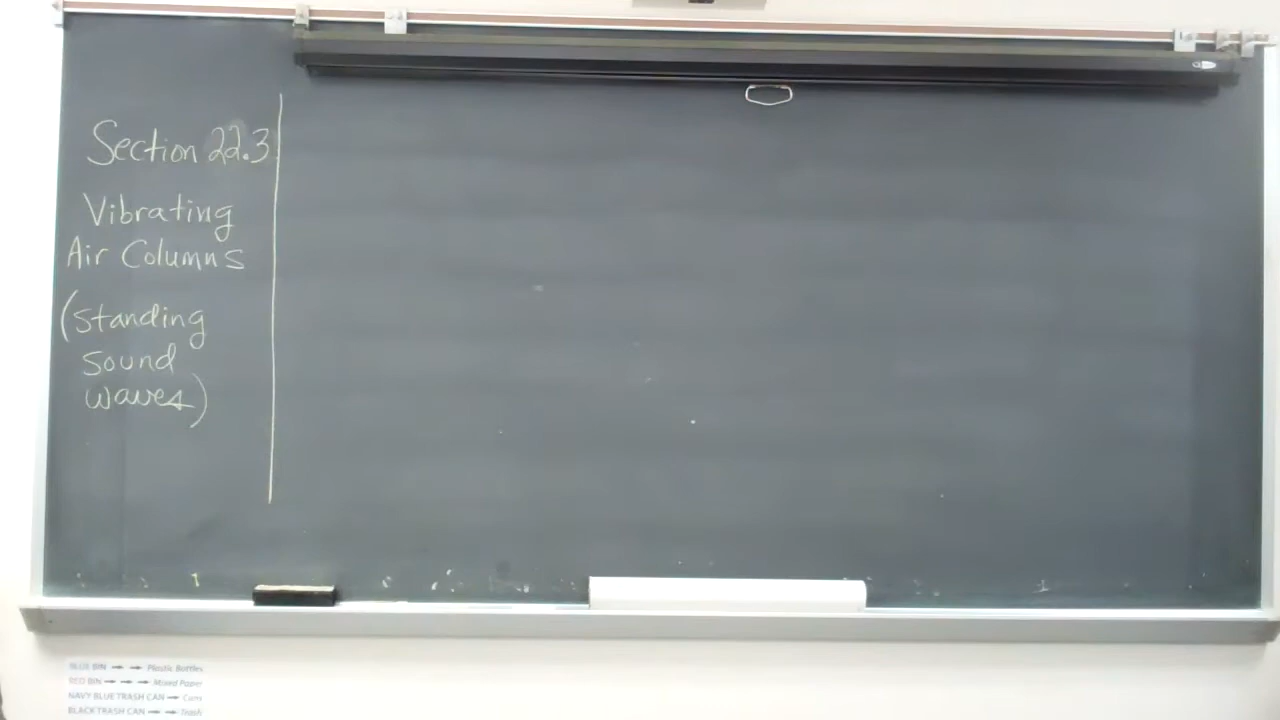 Section 22.3
Vibrating
Air Columns
(standing
sound
waves)
BLUE BIN → → Plastic Bottles
RED BIN → → → Mixed Paper
NAVY BLUE TRASH CAN → Cans
BLACK TRASH CAN → → Trash